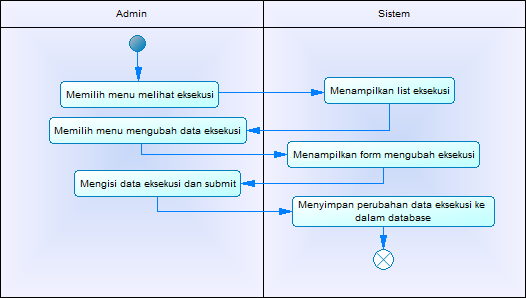 Admin
Sistem
Memilih menu melihat eksekusi
Menampilkan list eksekusi
Memilih menu mengubah data eksekusi
Menampilkan form mengubah eksekusi
Mengisi data eksekusi dan submit
Menyimpan perubahan data eksekusi ke
dalam database